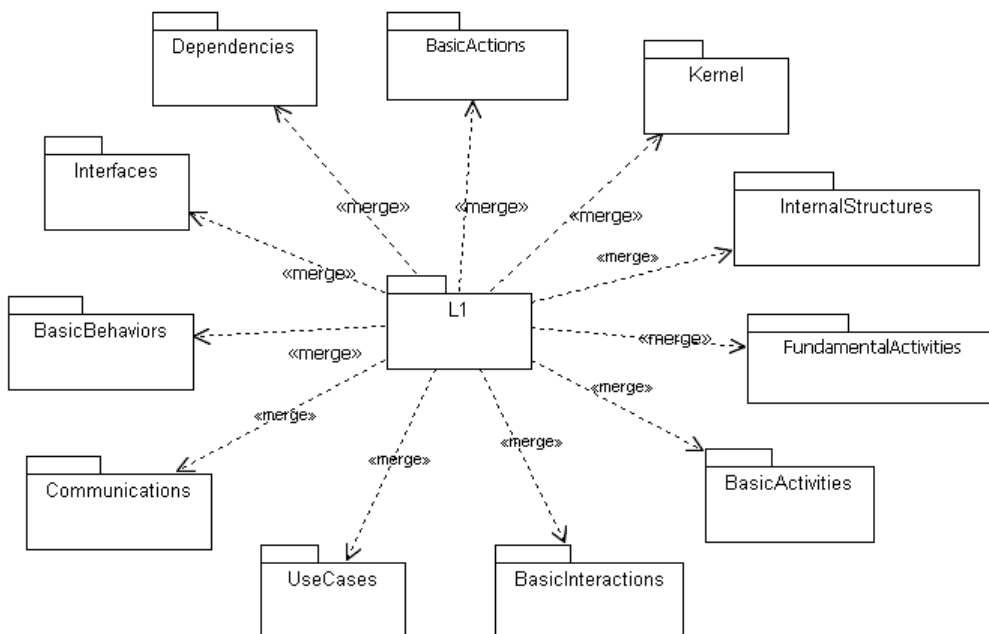 Dependencies
BasicActions
Kernel
Interfaces
InternalStructures
«merge»
«merge»
«merge»
«merge»
«merge»
L1
BasicBehaviors
«merge»
«merge»
FundamentalActivities
«merge»
«merge»
«merge»
«merge»
Communications
BasicActivities
UseCases
BasicInteractions